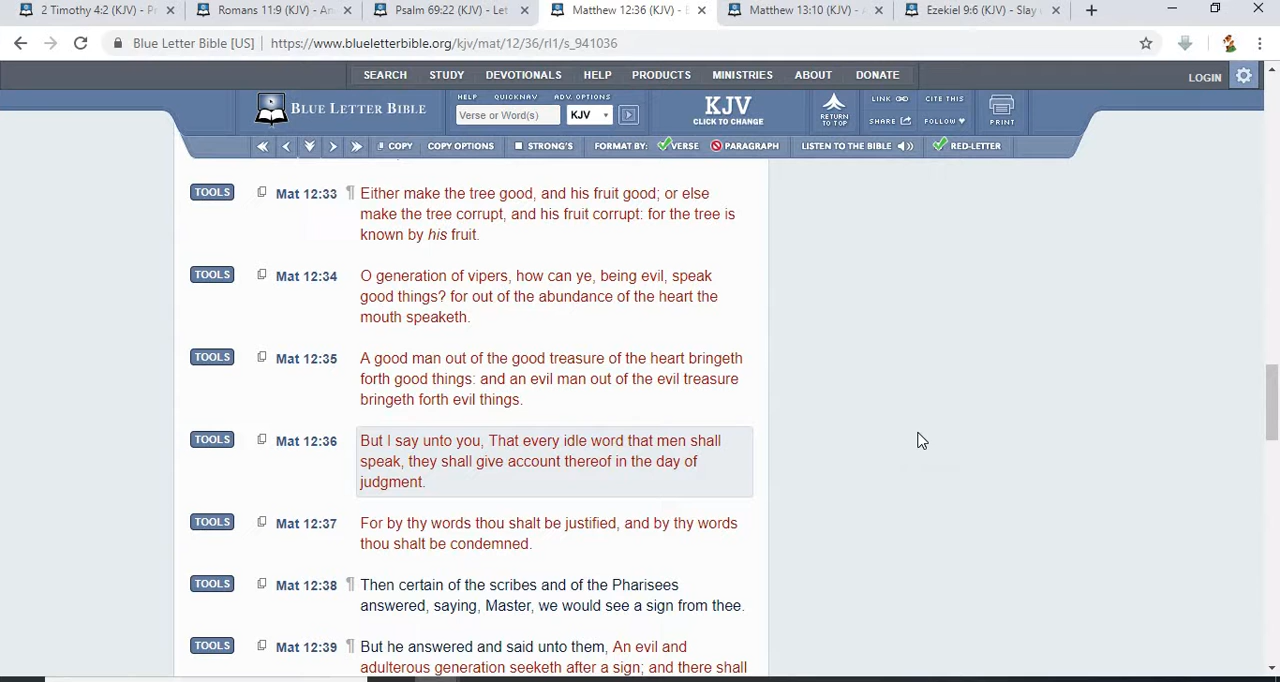 2 Timothy 4:2 (KJV) - P
Romans 11:9 (KJV) - An
Psalm 69:22 (KJV) - Let
Matthew 12:36 (KJV) - E
Matthew 13:10 (KJV) - A
Ezekiel 9:6 (KJV) - Slay
Blue Letter Bible [US]
https://www.blueletterbible.org/kjv/mat/12/36/rl1/s_941036
SEARCH STUDY DEVOTIONALS HELP PRODUCTS MINISTRIES ABOUT DONATE
LOGIN
BLUE LETTER BIBLE
HELP QUICKNAV ADV. OPTIONS
Verse or Word(s) KJV
KJV
CLICK TO CHANGE
RETURN
TO TOP
LINK CITE THIS
SHARE FOLLOW
PRINT
COPY COPY OPTIONS STRONG'S FORMAT BY: VERSE PARAGRAPH LISTEN TO THE BIBLE RED-LETTER
TOOLS Mat 12:33 ¶ Either make the tree good, and his fruit good; or else
make the tree corrupt, and his fruit corrupt: for the tree is
known by his fruit.
TOOLS Mat 12:34 O generation of vipers, how can ye, being evil, speak
good things? for out of the abundance of the heart the
mouth speaketh.
TOOLS Mat 12:35 A good man out of the good treasure of the heart bringeth
forth good things: and an evil man out of the evil treasure
bringeth forth evil things.
TOOLS Mat 12:36 But I say unto you, That every idle word that men shall
speak, they shall give account thereof in the day of
judgment.
TOOLS Mat 12:37 For by thy words thou shalt be justified, and by thy words
thou shalt be condemned.
TOOLS Mat 12:38 ¶ Then certain of the scribes and of the Pharisees
answered, saying, Master, we would see a sign from thee.
TOOLS Mat 12:39 ¶ But he answered and said unto them, An evil and
adulterous generation seeketh after a sign; and there shall